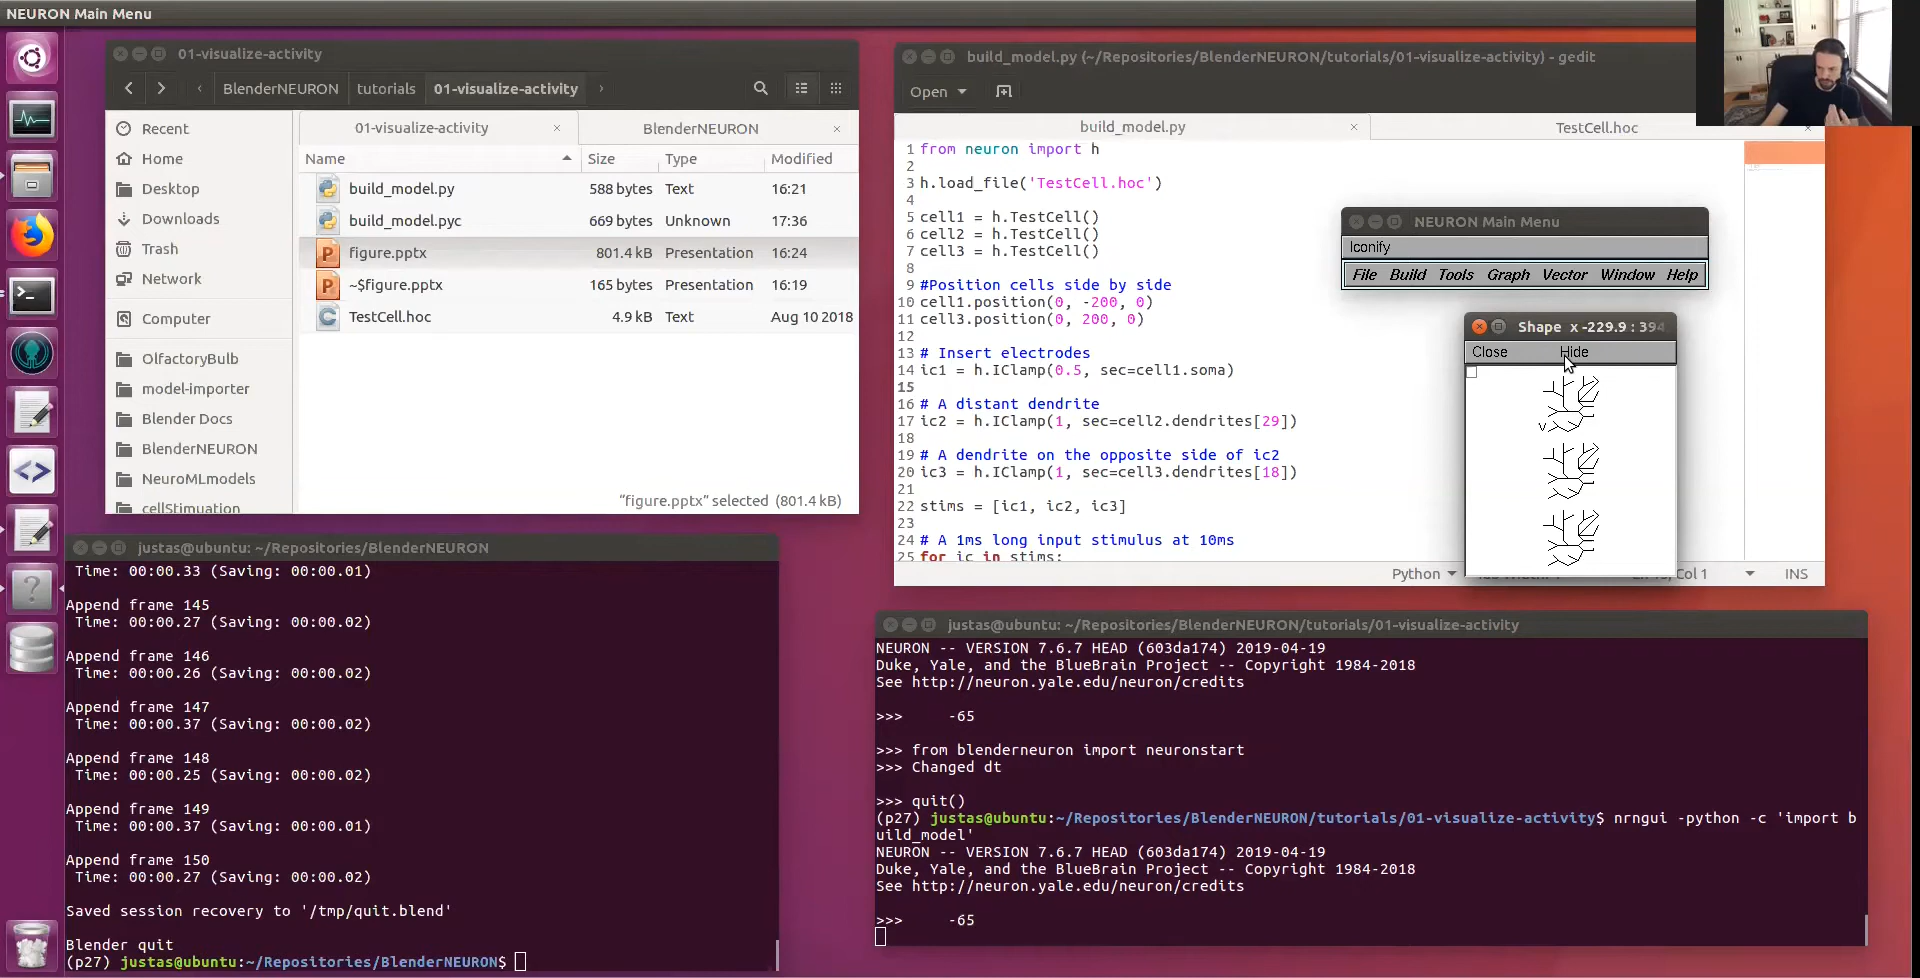 NEURON Main Menu
01-visualize-activity
BlenderNEURON
tutorials
01-visualize-activity
Recent
Home
Desktop
Downloads
Trash
Network
Computer
OlfactoryBulb
model-importer
Blender Docs
BlenderNEURON
NeuroMLmodels
cellStimuation
01-visualize-activity
BlenderNEURON
Name Size Type Modified
build_model.py 588 bytes Text 16:21
build_model.pyc 669 bytes Unknown 17:36
figure.pptx 801.4 kB Presentation 16:24
~$figure.pptx 165 bytes Presentation 16:19
TestCell.hoc 4.9 kB Text Aug 10 2018
"figure.pptx" selected (801.4 kB)
build_model.py (~/Repositories/BlenderNEURON/tutorials/01-visualize-activity) - gedit
Open
build_model.py
TestCell.hoc
1 from neuron import h
2
3 h.load_file('TestCell.hoc')
4
5 cell1 = h.TestCell()
6 cell2 = h.TestCell()
7 cell3 = h.TestCell()
8
9 #Position cells side by side
10 cell1.position(0, -200, 0)
11 cell3.position(0, 200, 0)
12
13 # Insert electrodes
14 ic1 = h.IClamp(0.5, sec=cell1.soma)
15
16 # A distant dendrite
17 ic2 = h.IClamp(1, sec=cell2.dendrites[29])
18
19 # A dendrite on the opposite side of ic2
20 ic3 = h.IClamp(1, sec=cell3.dendrites[18])
21
22 stims = [ic1, ic2, ic3]
23
24 # A 1ms long input stimulus at 10ms
25 for ic in stims:
Python
Col 1
INS
NEURON Main Menu
Iconify
File Build Tools Graph Vector Window Help
Shape x -229.9 : 394
Close Hide
v
justas@ubuntu: ~/Repositories/BlenderNEURON
Time: 00:00.33 (Saving: 00:00.01)
Append frame 145
Time: 00:00.27 (Saving: 00:00.02)
Append frame 146
Time: 00:00.26 (Saving: 00:00.02)
Append frame 147
Time: 00:00.37 (Saving: 00:00.02)
Append frame 148
Time: 00:00.25 (Saving: 00:00.02)
Append frame 149
Time: 00:00.37 (Saving: 00:00.01)
Append frame 150
Time: 00:00.27 (Saving: 00:00.02)
Saved session recovery to '/tmp/quit.blend'
Blender quit
(p27) justas@ubuntu:~/Repositories/BlenderNEURON$
justas@ubuntu: ~/Repositories/BlenderNEURON/tutorials/01-visualize-activity
NEURON -- VERSION 7.6.7 HEAD (603da174) 2019-04-19
Duke, Yale, and the BlueBrain Project -- Copyright 1984-2018
See http://neuron.yale.edu/neuron/credits
>>> -65
>>> from blenderneuron import neuronstart
>>> Changed dt
>>> quit()
(p27) justas@ubuntu:~/Repositories/BlenderNEURON/tutorials/01-visualize-activity$ nrngui -python -c 'import b
uild_model'
NEURON -- VERSION 7.6.7 HEAD (603da174) 2019-04-19
Duke, Yale, and the BlueBrain Project -- Copyright 1984-2018
See http://neuron.yale.edu/neuron/credits
>>> -65